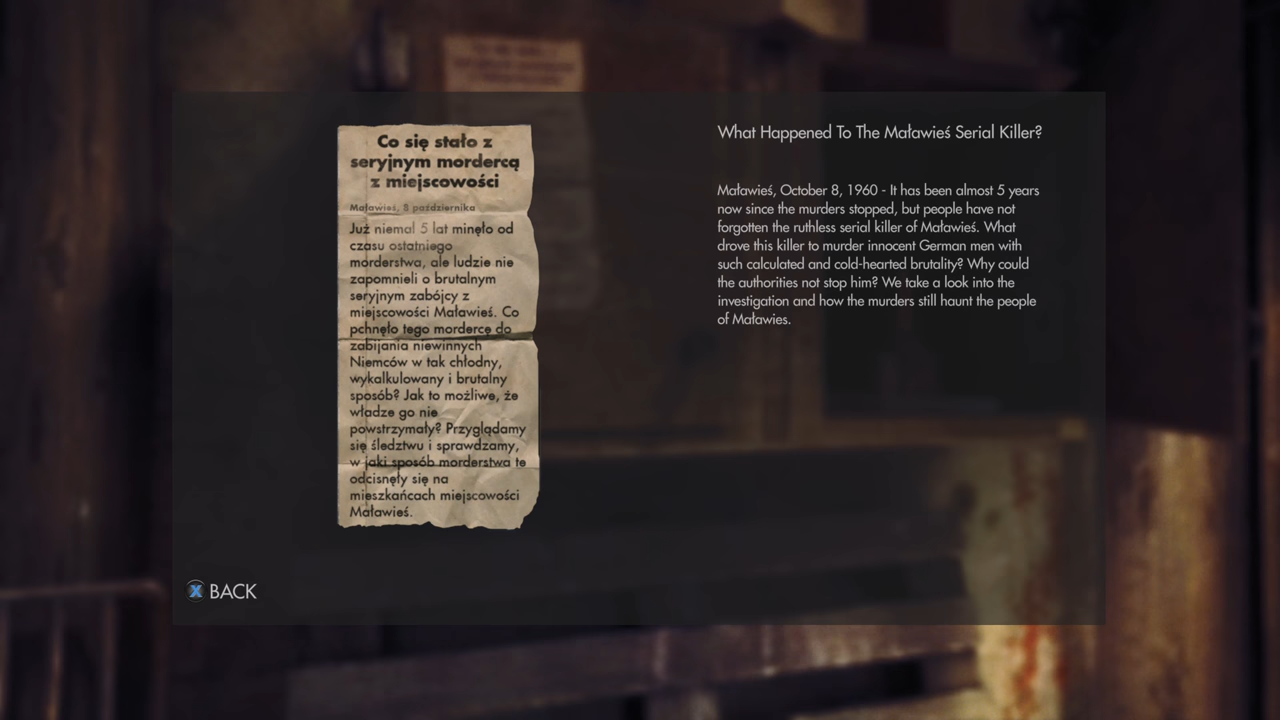 Co się stało z
seryjnym mordercą
z miejscowości
Maławieś, 8 października
Już niemal 5 lat minęło od
czasu ostatniego
morderstwa, ale ludzie nie
zapomnieli o brutalnym
seryjnym zabójcy z
miejscowości Maławieś. Co
pchnęło tego mordercę do
zabijania niewinnych
Niemców w tak chłodny,
wykalkulowany i brutalny
sposób? Jak to możliwe, że
władze go nie
powstrzymały? Przyglądamy
się śledztwu i sprawdzamy,
w jaki sposób morderstwa te
odcisnęły się na
mieszkańcach miejscowości
Maławieś.
What Happened To The Maławieś Serial Killer?
Maławieś, October 8, 1960 - It has been almost 5 years
now since the murders stopped, but people have not
forgotten the ruthless serial killer of Maławieś. What
drove this killer to murder innocent German men with
such calculated and cold-hearted brutality? Why could
the authorities not stop him? We take a look into the
investigation and how the murders still haunt the people
of Maławies.
X BACK